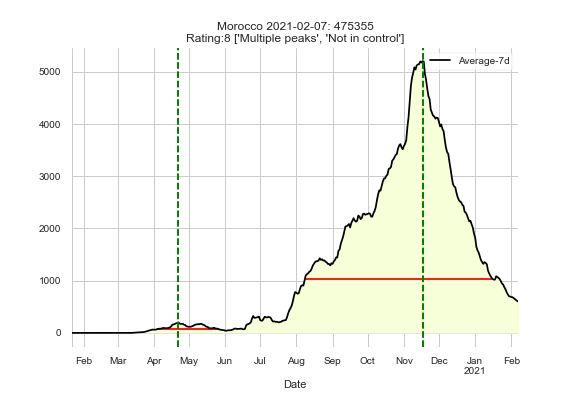 Morocco 2021-02-07: 475355
Rating:8 ['Multiple peaks', 'Not in control']
Average-7d
5000
4000
3000
2000
1000
0
Feb Mar Apr May Jun Jul Aug Sep Oct Nov Dec Jan Feb
2021
Date